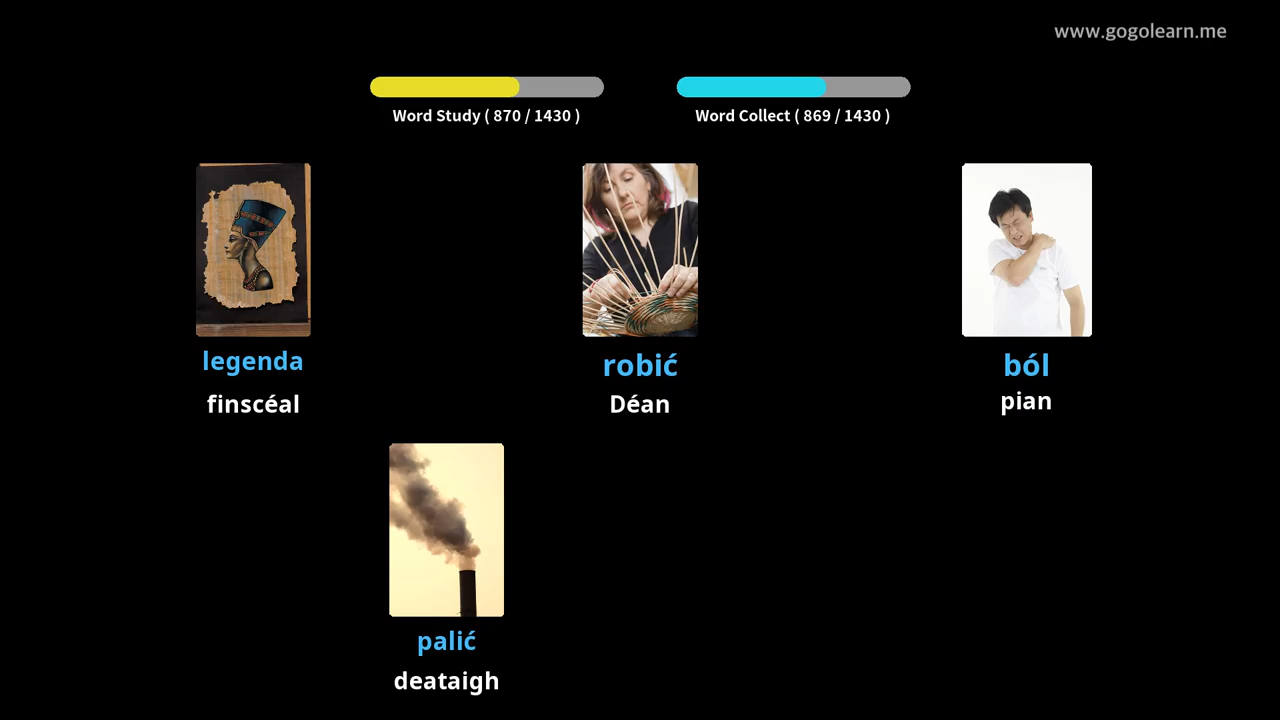 www.gogolearn.me
Word Study ( 870 / 1430 )
Word Collect ( 869 / 1430 )
legenda
finscéal
robić
Déan
ból
pian
palić
deataigh